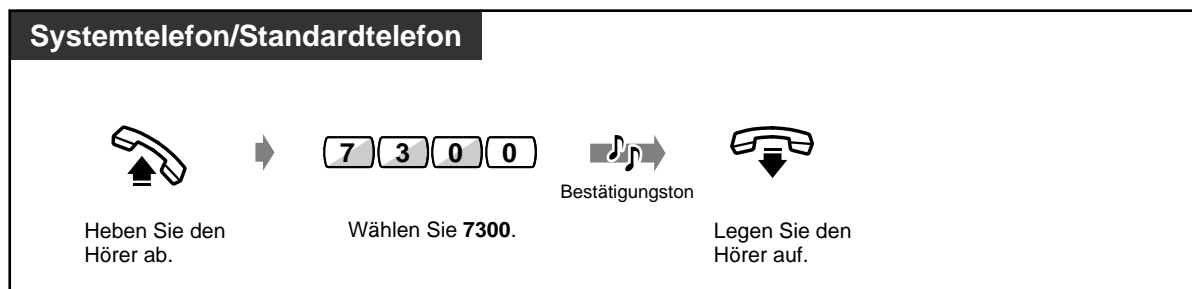 Systemtelefon/Standardtelefon
7 3 0 0
Bestätigungston
Heben Sie den
Hörer ab.
Wählen Sie 7300.
Legen Sie den
Hörer auf.